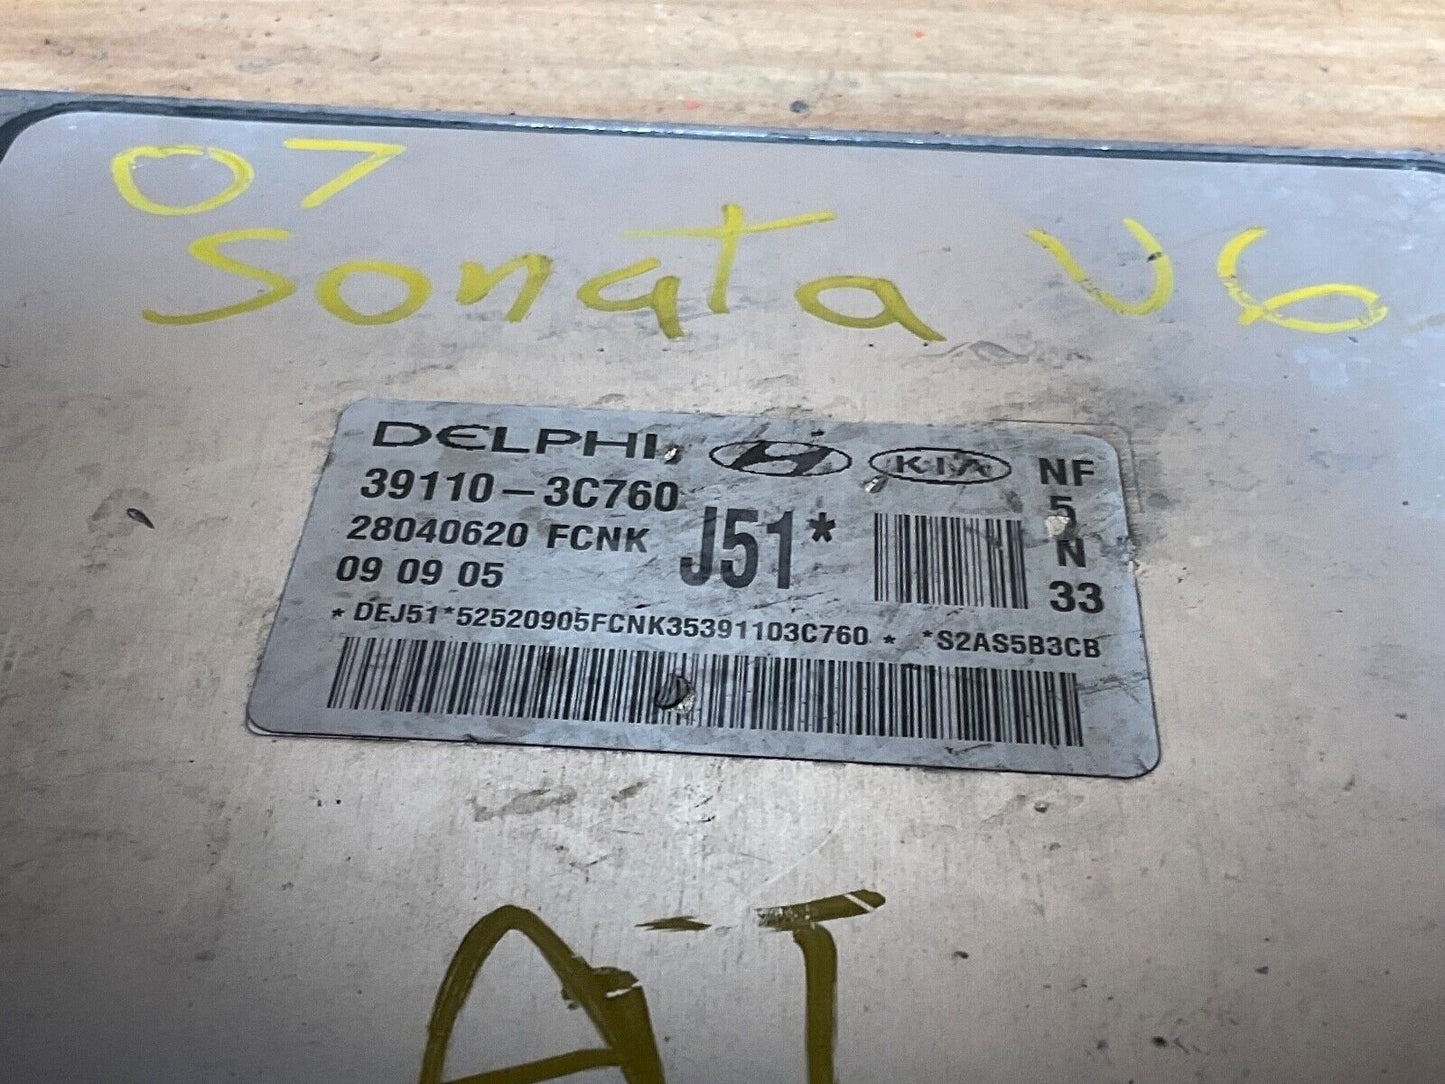 07
Sonata V6
DELPHI, KIA NF
39110-3C760 5
28040620 FCNK J51* N
09 09 05 33
*DEJ51*52520905FCNK35391103C760* *S2AS5B3CB
AT